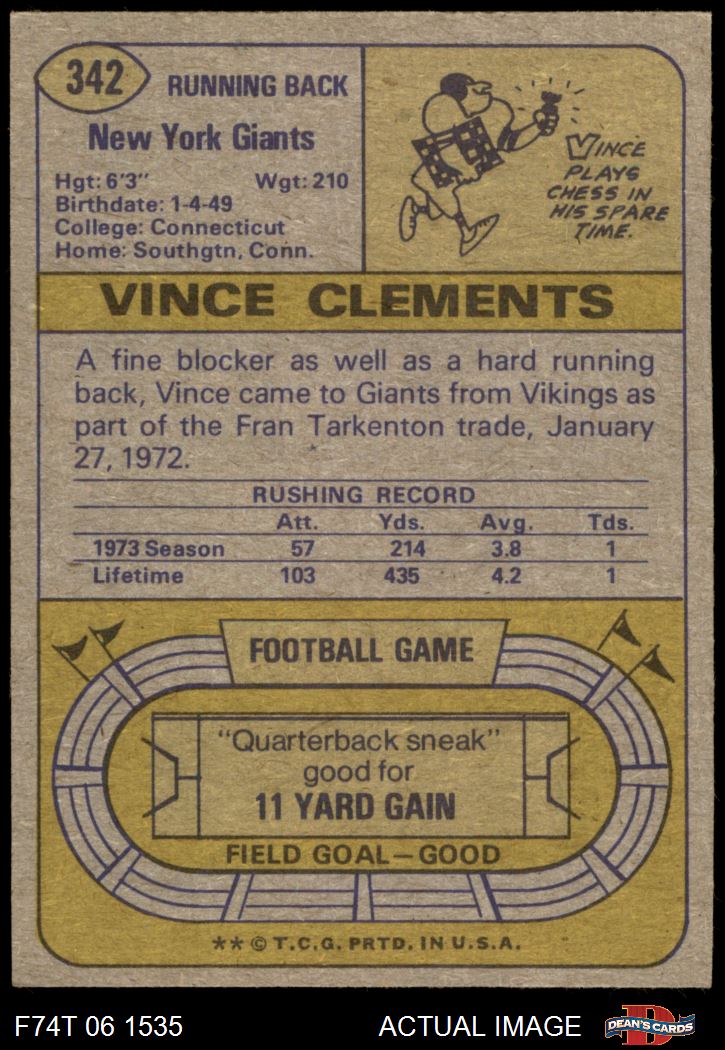 342
RUNNING BACK
New York Giants
Hgt: 6'3" Wgt: 210
Birthdate: 1-4-49
College: Connecticut
Home: Southgtn, Conn.
VINCE
PLAYS
CHESS IN
HIS SPARE
TIME.
VINCE CLEMENTS
A fine blocker as well as a hard running
back, Vince came to Giants from Vikings as
part of the Fran Tarkenton trade, January
27, 1972.
RUSHING RECORD
Att. Yds. Avg. Tds.
1973 Season 57 214 3.8 1
Lifetime 103 435 4.2 1
FOOTBALL GAME
"Quarterback sneak"
good for
11 YARD GAIN
FIELD GOAL—GOOD
** © T.C.G. PRTD. IN U.S.A.
F74T 06 1535 ACTUAL IMAGE
D
DEAN'S CARDS